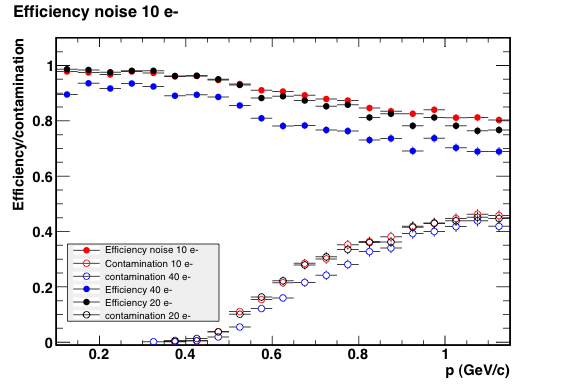 Efficiency noise 10 e-
Efficiency/contamination
1
0.8
0.6
0.4
0.2
0
Efficiency noise 10 e-
Contamination 10 e-
contamination 40 e-
Efficiency 40 e-
Efficiency 20 e-
contamination 20 e-
0.2 0.4 0.6 0.8 1
p (GeV/c)